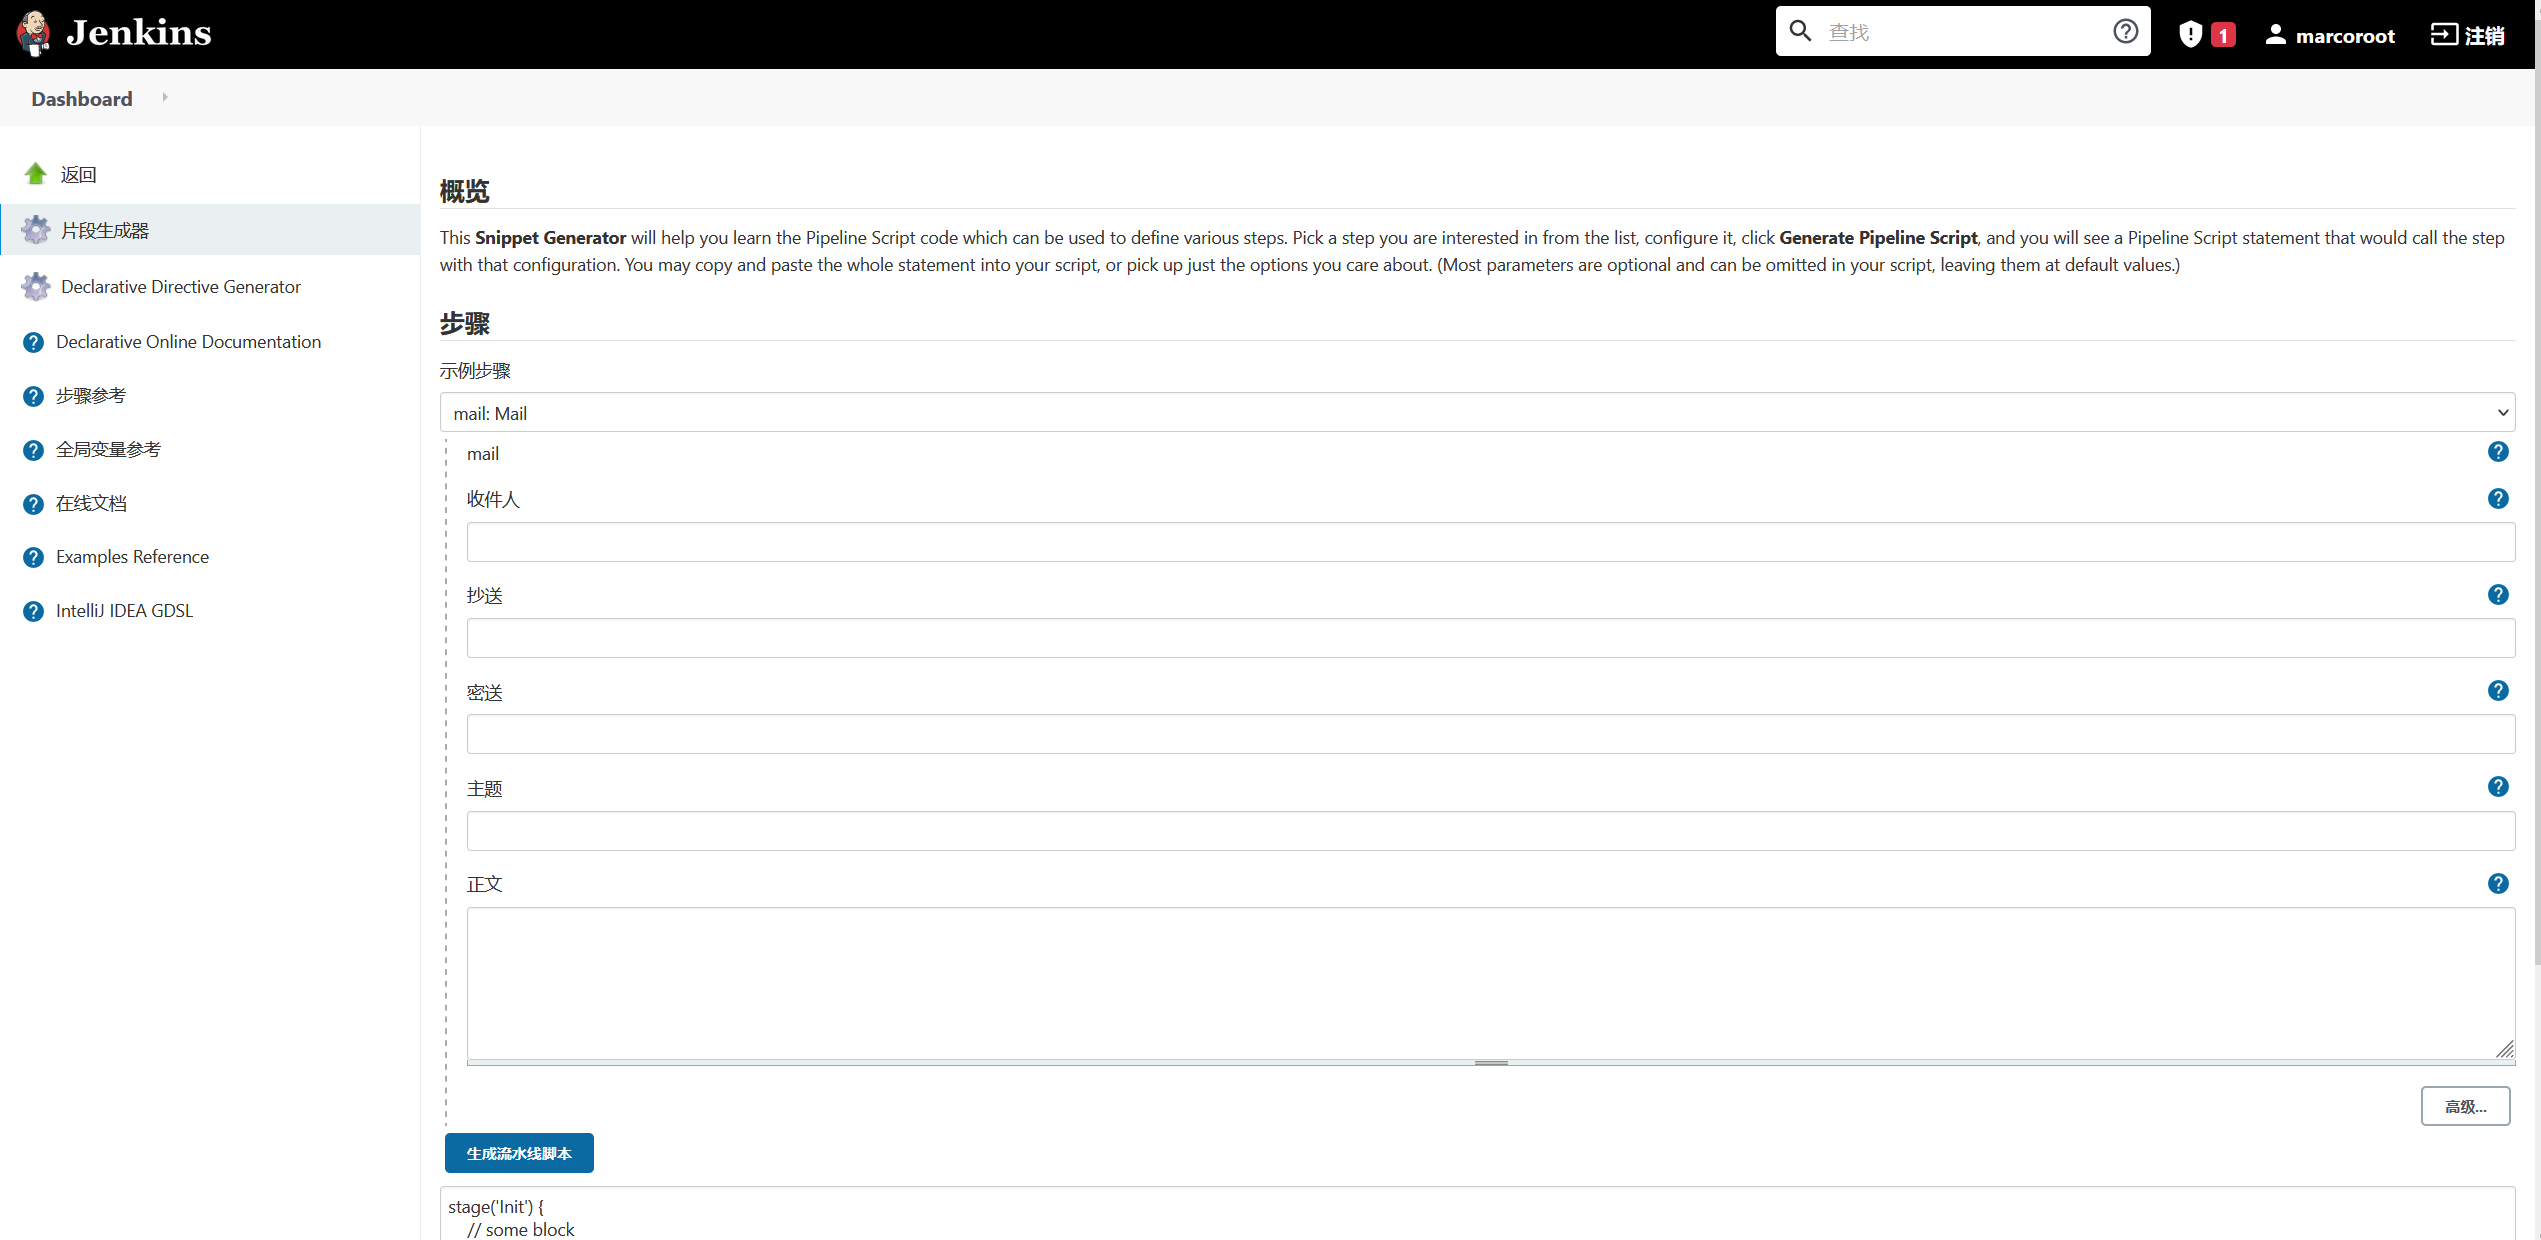 Jenkins
查找
1
marcoroot
注销
Dashboard
返回
片段生成器
Declarative Directive Generator
Declarative Online Documentation
步骤参考
全局变量参考
在线文档
Examples Reference
IntelliJ IDEA GDSL
概览
This Snippet Generator will help you learn the Pipeline Script code which can be used to define various steps. Pick a step you are interested in from the list, configure it, click Generate Pipeline Script, and you will see a Pipeline Script statement that would call the step
with that configuration. You may copy and paste the whole statement into your script, or pick up just the options you care about. (Most parameters are optional and can be omitted in your script, leaving them at default values.)
步骤
示例步骤
mail: Mail
mail
收件人
抄送
密送
主题
正文
高级...
生成流水线脚本
stage('Init') {
// some block